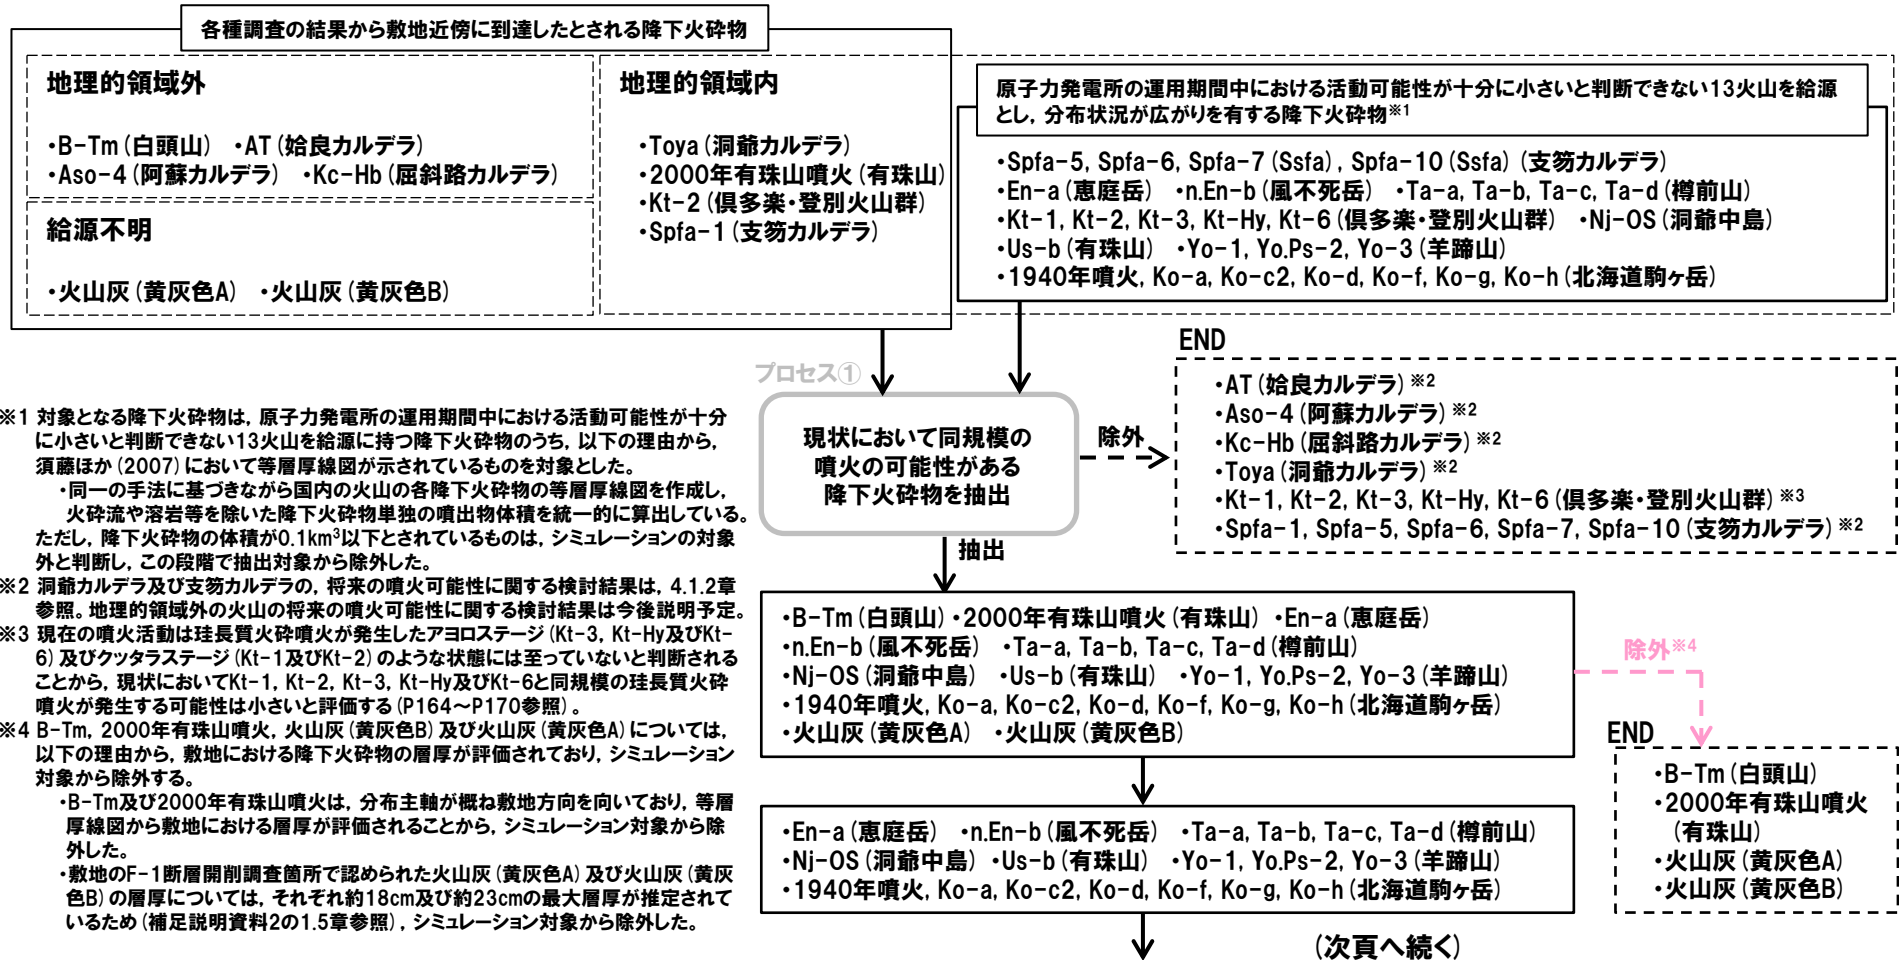 各種調査の結果から敷地近傍に到達したとされる降下火砕物
地理的領域外
・B-Tm(白頭山) ・AT(姶良カルデラ)
・Aso-4(阿蘇カルデラ) ・Kc-Hb(屈斜路カルデラ)
給源不明
・火山灰(黄灰色A) ・火山灰(黄灰色B)
地理的領域内
・Toya(洞爺カルデラ)
・2000年有珠山噴火(有珠山)
・Kt-2(倶多楽・登別火山群)
・Spfa-1(支笏カルデラ)
原子力発電所の運用期間中における活動可能性が十分に小さいと判断できない13火山を給源
とし, 分布状況が広がりを有する降下火砕物※1
・Spfa-5, Spfa-6, Spfa-7(Ssfa), Spfa-10(Ssfa)(支笏カルデラ)
・En-a(恵庭岳) ・n.En-b(風不死岳) ・Ta-a, Ta-b, Ta-c, Ta-d(樽前山)
・Kt-1, Kt-2, Kt-3, Kt-Hy, Kt-6(倶多楽・登別火山群) ・Nj-OS(洞爺中島)
・Us-b(有珠山) ・Yo-1, Yo.Ps-2, Yo-3(羊蹄山)
・1940年噴火, Ko-a, Ko-c2, Ko-d, Ko-f, Ko-g, Ko-h(北海道駒ヶ岳)
プロセス①
現状において同規模の
噴火の可能性がある
降下火砕物を抽出
除外
END
・AT(姶良カルデラ)※2
・Aso-4(阿蘇カルデラ)※2
・Kc-Hb(屈斜路カルデラ)※2
・Toya(洞爺カルデラ)※2
・Kt-1, Kt-2, Kt-3, Kt-Hy, Kt-6(倶多楽・登別火山群)※3
・Spfa-1, Spfa-5, Spfa-6, Spfa-7, Spfa-10(支笏カルデラ)※2
抽出
・B-Tm(白頭山)・2000年有珠山噴火(有珠山) ・En-a(恵庭岳)
・n.En-b(風不死岳) ・Ta-a, Ta-b, Ta-c, Ta-d(樽前山)
・Nj-OS(洞爺中島) ・Us-b(有珠山) ・Yo-1, Yo.Ps-2, Yo-3(羊蹄山)
・1940年噴火, Ko-a, Ko-c2, Ko-d, Ko-f, Ko-g, Ko-h(北海道駒ヶ岳)
・火山灰(黄灰色A) ・火山灰(黄灰色B)
除外※4
END
・B-Tm(白頭山)
・2000年有珠山噴火
(有珠山)
・火山灰(黄灰色A)
・火山灰(黄灰色B)
・En-a(恵庭岳) ・n.En-b(風不死岳) ・Ta-a, Ta-b, Ta-c, Ta-d(樽前山)
・Nj-OS(洞爺中島) ・Us-b(有珠山) ・Yo-1, Yo.Ps-2, Yo-3(羊蹄山)
・1940年噴火, Ko-a, Ko-c2, Ko-d, Ko-f, Ko-g, Ko-h(北海道駒ヶ岳)
(次頁へ続く)
※1 対象となる降下火砕物は, 原子力発電所の運用期間中における活動可能性が十分
に小さいと判断できない13火山を給源に持つ降下火砕物のうち, 以下の理由から,
須藤ほか(2007)において等層厚線図が示されているものを対象とした。
・同一の手法に基づきながら国内の火山の各降下火砕物の等層厚線図を作成し,
火砕流や溶岩等を除いた降下火砕物単独の噴出物体積を統一的に算出している。
ただし, 降下火砕物の体積が0.1km³以下とされているものは, シミュレーションの対象
外と判断し, この段階で抽出対象から除外した。
※2 洞爺カルデラ及び支笏カルデラの, 将来の噴火可能性に関する検討結果は, 4.1.2章
参照。地理的領域外の火山の将来の噴火可能性に関する検討結果は今後説明予定。
※3 現在の噴火活動は珪長質火砕噴火が発生したアヨロステージ(Kt-3, Kt-Hy及びKt-
6)及びクッタラステージ(Kt-1及びKt-2)のような状態には至っていないと判断される
ことから, 現状においてKt-1, Kt-2, Kt-3, Kt-Hy及びKt-6と同規模の珪長質火砕
噴火が発生する可能性は小さいと評価する(P164～P170参照)。
※4 B-Tm, 2000年有珠山噴火, 火山灰(黄灰色B)及び火山灰(黄灰色A)については,
以下の理由から, 敷地における降下火砕物の層厚が評価されており, シミュレーション
対象から除外する。
・B-Tm及び2000年有珠山噴火は, 分布主軸が概ね敷地方向を向いており, 等層
厚線図から敷地における層厚が評価されることから, シミュレーション対象から除
外した。
・敷地のF-1断層開削調査箇所で認められた火山灰(黄灰色A)及び火山灰(黄灰
色B)の層厚については, それぞれ約18cm及び約23cmの最大層厚が推定されて
いるため(補足説明資料2の1.5章参照), シミュレーション対象から除外した。